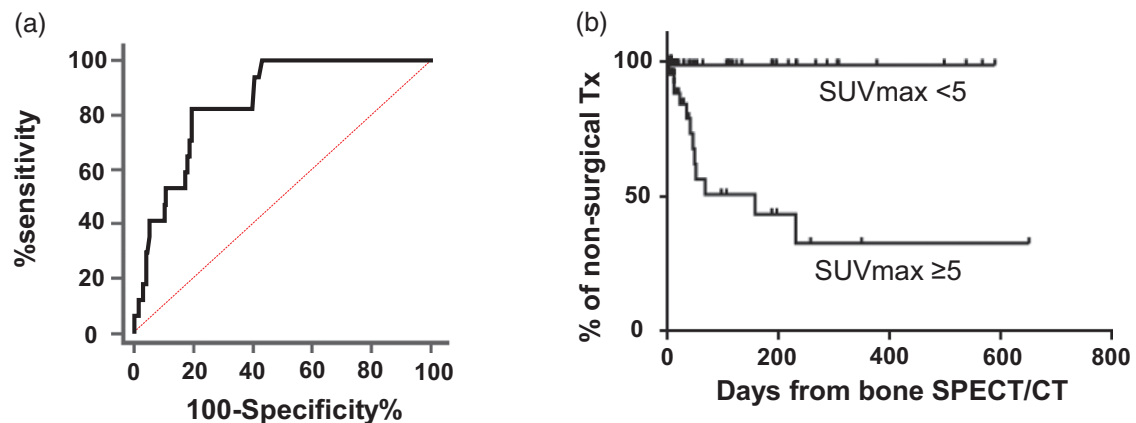 (a)
%sensitivity
100
80
60
40
20
0
0 20 40 60 80 100
100-Specificity%
(b)
% of non-surgical Tx
100
50
0
SUVmax <5
SUVmax ≥5
0 200 400 600 800
Days from bone SPECT/CT